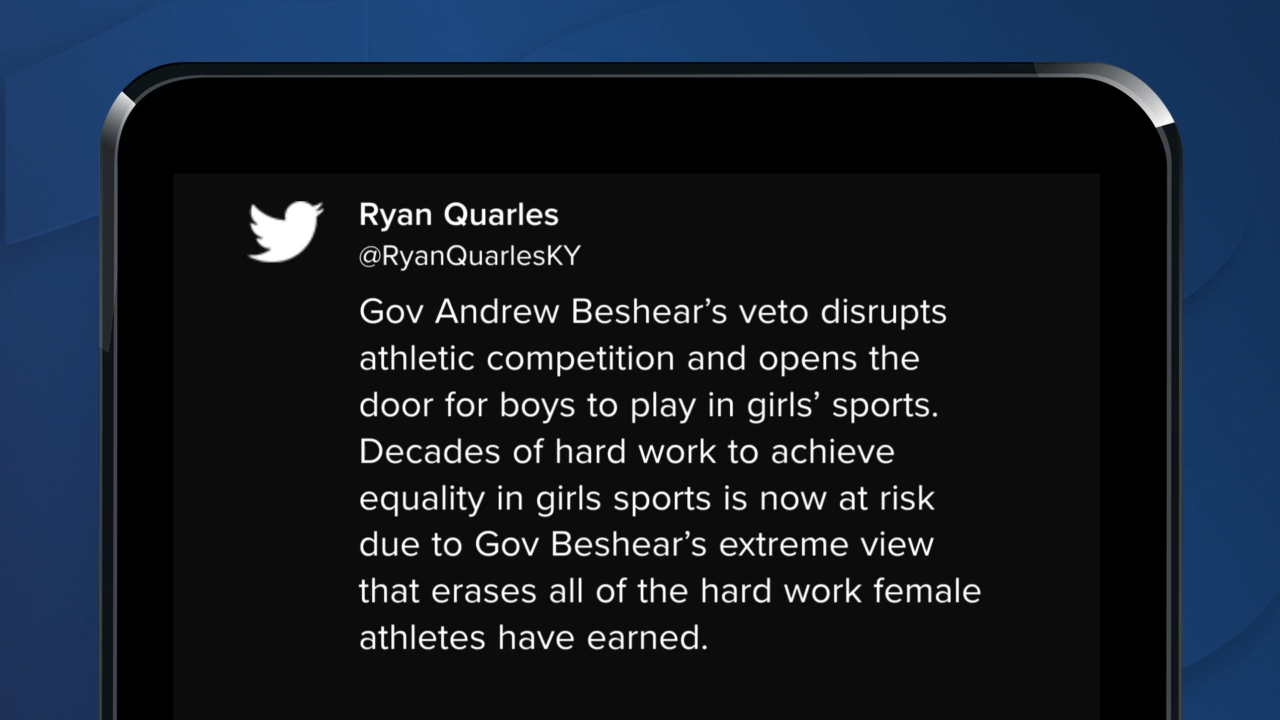 Ryan Quarles
@RyanQuarlesKY
Gov Andrew Beshear’s veto disrupts
athletic competition and opens the
door for boys to play in girls’ sports.
Decades of hard work to achieve
equality in girls sports is now at risk
due to Gov Beshear’s extreme view
that erases all of the hard work female
athletes have earned.